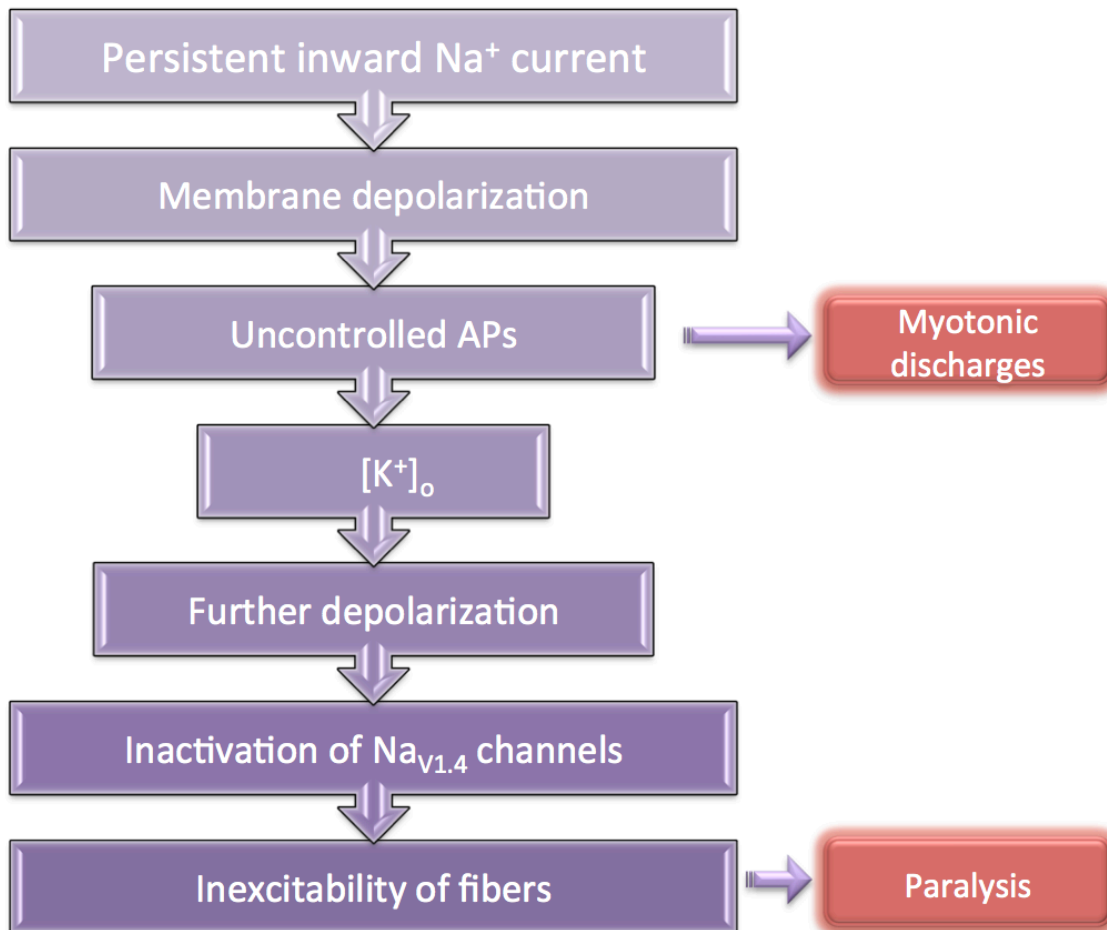 Persistent inward Na⁺ current
Membrane depolarization
Uncontrolled APs
Myotonic
discharges
[K⁺]ₒ
Further depolarization
Inactivation of Naᵥ₁.₄ channels
Inexcitability of fibers
Paralysis